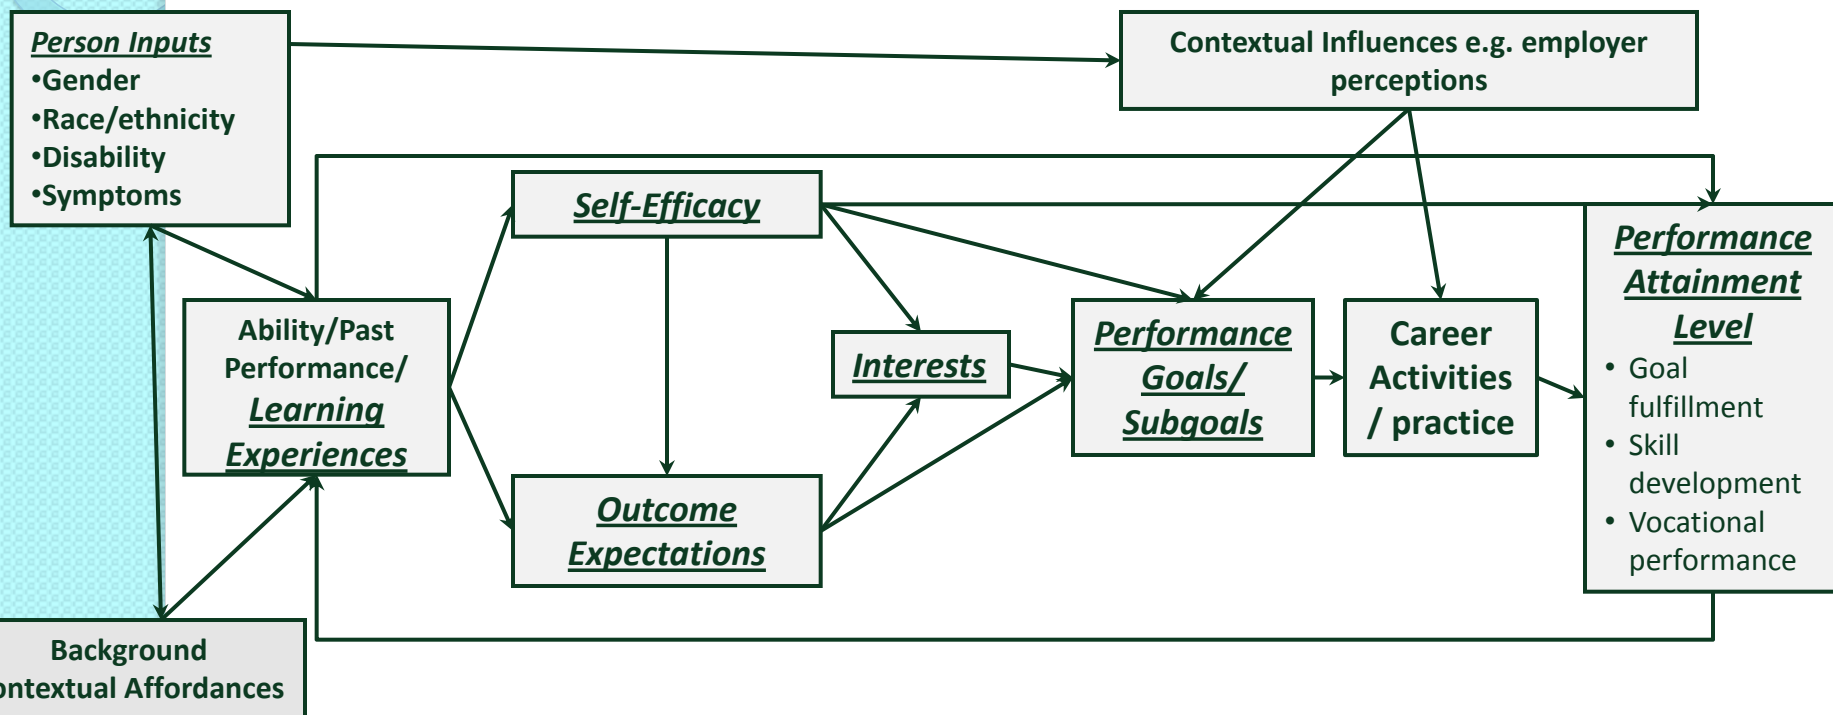 Person Inputs
•Gender
•Race/ethnicity
•Disability
•Symptoms
Contextual Influences e.g. employer
perceptions
Self-Efficacy
Ability/Past
Performance/
Learning
Experiences
Interests
Outcome
Expectations
Performance
Goals/
Subgoals
Career
Activities
/ practice
Performance
Attainment
Level
• Goal
fulfillment
• Skill
development
• Vocational
performance
Background
ontextual Affordances